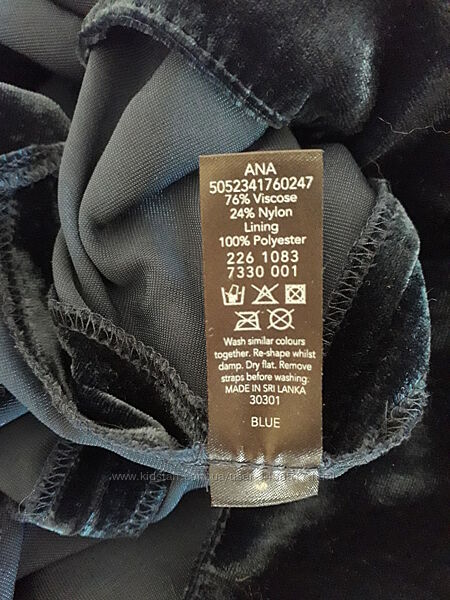 ANA
5052341760247
76% Viscose
24% Nylon
Lining
100% Polyester
226 1083
7330 001
Wash similar colours
together. Re-shape whilst
damp. Dry flat. Remove
straps before washing.
MADE IN SRI LANKA
30301
BLUE